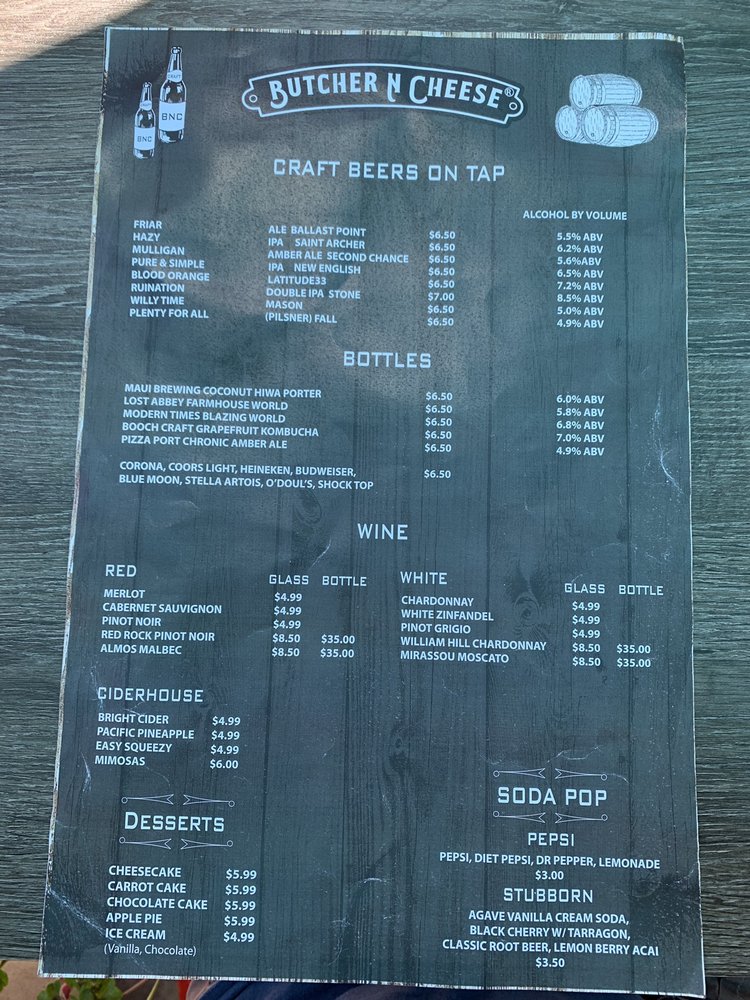 CRAFT
BNC
BNC
BUTCHER N CHEESE®
CRAFT BEERS ON TAP
ALCOHOL BY VOLUME
FRIAR ALE BALLAST POINT $6.50 5.5% ABV
HAZY IPA SAINT ARCHER $6.50 6.2% ABV
MULLIGAN AMBER ALE SECOND CHANCE $6.50 5.6%ABV
PURE & SIMPLE IPA NEW ENGLISH $6.50 6.5% ABV
BLOOD ORANGE LATITUDE33 $6.50 7.2% ABV
RUINATION DOUBLE IPA STONE $7.00 8.5% ABV
WILLY TIME MASON $6.50 5.0% ABV
PLENTY FOR ALL (PILSNER) FALL $6.50 4.9% ABV
BOTTLES
MAUI BREWING COCONUT HIWA PORTER $6.50 6.0% ABV
LOST ABBEY FARMHOUSE WORLD $6.50 5.8% ABV
MODERN TIMES BLAZING WORLD $6.50 6.8% ABV
BOOCH CRAFT GRAPEFRUIT KOMBUCHA $6.50 7.0% ABV
PIZZA PORT CHRONIC AMBER ALE $6.50 4.9% ABV
CORONA, COORS LIGHT, HEINEKEN, BUDWEISER, $6.50
BLUE MOON, STELLA ARTOIS, O'DOUL'S, SHOCK TOP
WINE
RED GLASS BOTTLE
MERLOT $4.99
CABERNET SAUVIGNON $4.99
PINOT NOIR $4.99
RED ROCK PINOT NOIR $8.50 $35.00
ALMOS MALBEC $8.50 $35.00
WHITE GLASS BOTTLE
CHARDONNAY $4.99
WHITE ZINFANDEL $4.99
PINOT GRIGIO $4.99
WILLIAM HILL CHARDONNAY $8.50 $35.00
MIRASSOU MOSCATO $8.50 $35.00
CIDERHOUSE
BRIGHT CIDER $4.99
PACIFIC PINEAPPLE $4.99
EASY SQUEEZY $4.99
MIMOSAS $6.00
DESSERTS
CHEESECAKE $5.99
CARROT CAKE $5.99
CHOCOLATE CAKE $5.99
APPLE PIE $5.99
ICE CREAM $4.99
(Vanilla, Chocolate)
SODA POP
PEPSI
PEPSI, DIET PEPSI, DR PEPPER, LEMONADE
$3.00
STUBBORN
AGAVE VANILLA CREAM SODA,
BLACK CHERRY W/ TARRAGON,
CLASSIC ROOT BEER, LEMON BERRY ACAI
$3.50